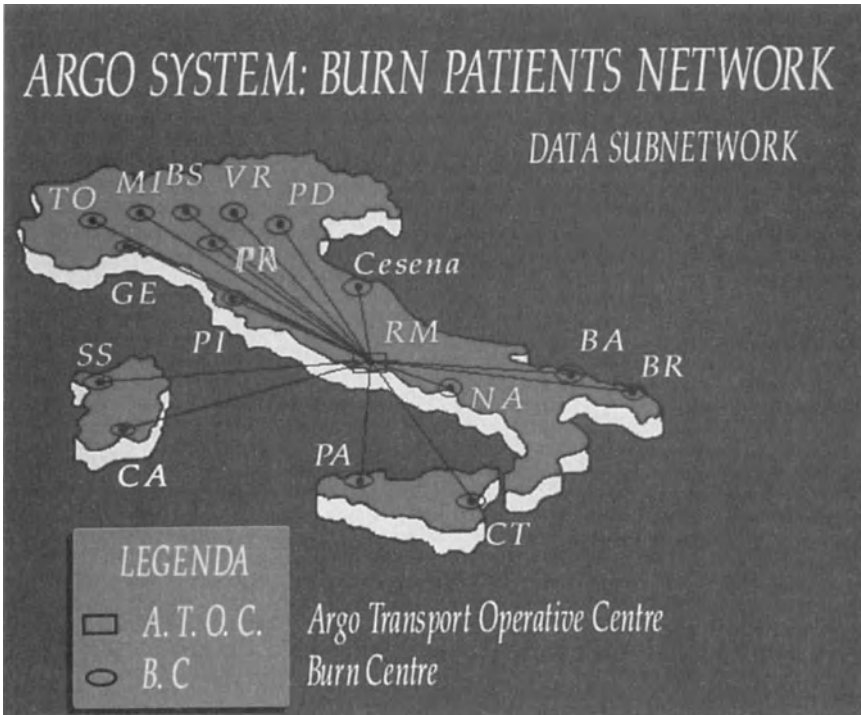 ARGO SYSTEM: BURN PATIENTS NETWORK
DATA SUBNETWORK
TO
MI
BS
VR
PD
Cesena
GE
PI
RM
SS
BA
BR
NA
CA
PA
CT
LEGENDA
A. T. O. C. Argo Transport Operative Centre
B. C Burn Centre